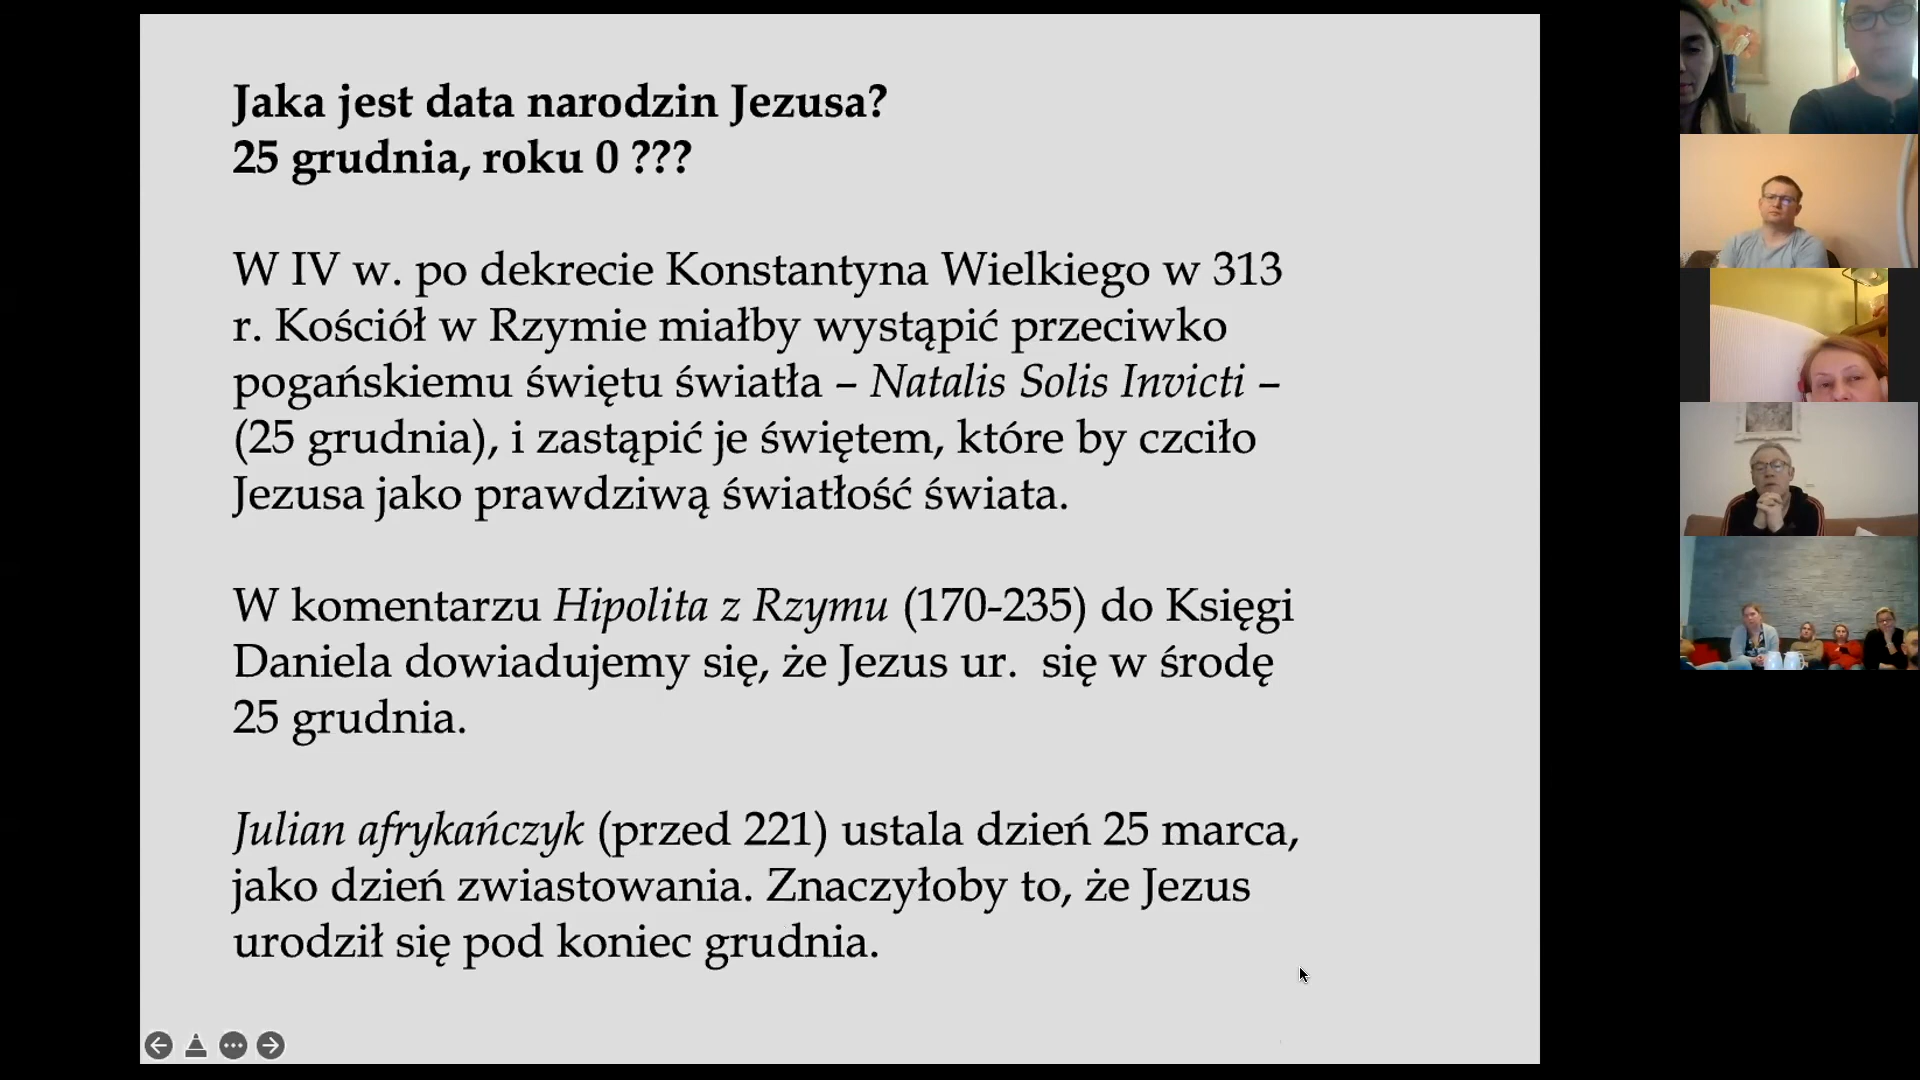 Jaka jest data narodzin Jezusa?
25 grudnia, roku 0 ???
W IV w. po dekrecie Konstantyna Wielkiego w 313
r. Kościół w Rzymie miałby wystąpić przeciwko
pogańskiemu świętu światła – Natalis Solis Invicti –
(25 grudnia), i zastąpić je świętem, które by czciło
Jezusa jako prawdziwą światłość świata.
W komentarzu Hipolita z Rzymu (170-235) do Księgi
Daniela dowiadujemy się, że Jezus ur.  się w środę
25 grudnia.
Julian afrykańczyk (przed 221) ustala dzień 25 marca,
jako dzień zwiastowania. Znaczyłoby to, że Jezus
urodził się pod koniec grudnia.